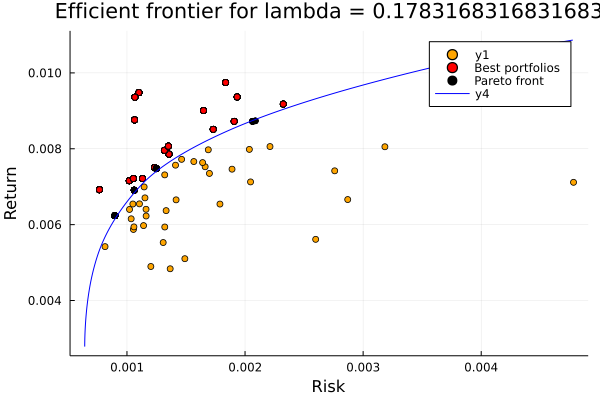 Efficient frontier for lambda = 0.1783168316831683
y1
Best portfolios
Pareto front
y4
0.010
0.008
0.006
0.004
Return
0.001
0.002
0.003
0.004
Risk